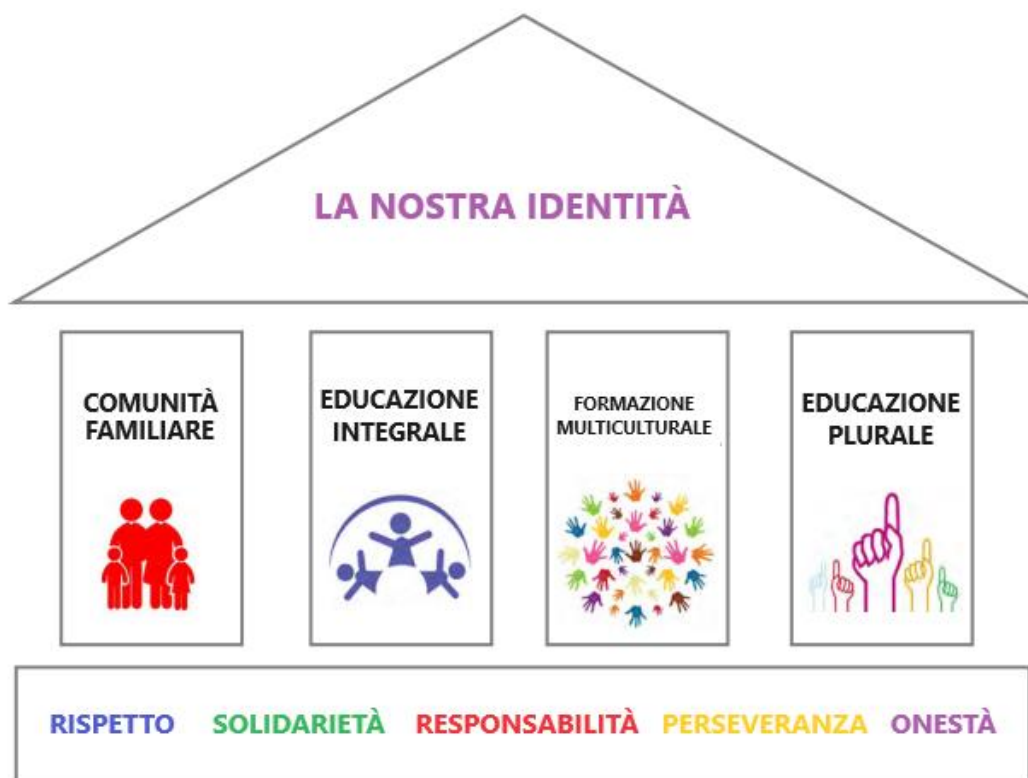 LA NOSTRA IDENTITÀ
COMUNITÀ
FAMILIARE
EDUCAZIONE
INTEGRALE
FORMAZIONE
MULTICULTURALE
EDUCAZIONE
PLURALE
RISPETTO SOLIDARIETÀ RESPONSABILITÀ PERSEVERANZA ONESTÀ